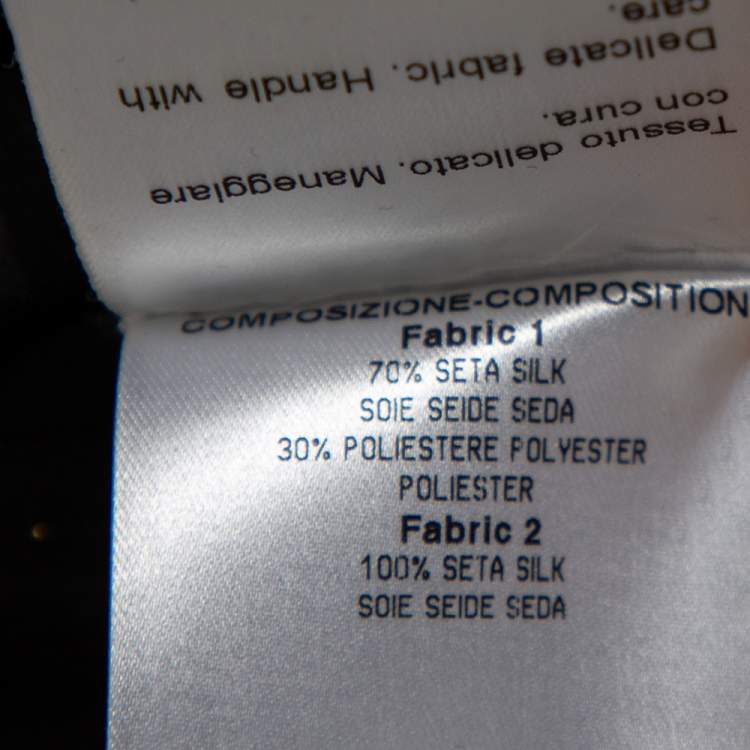 Tessuto delicato. Maneggiare
con cura.
Delicate fabric. Handle with
care.
COMPOSIZIONE-COMPOSITION
Fabric 1
70% SETA SILK
SOIE SEIDE SEDA
30% POLIESTERE POLYESTER
POLIESTER
Fabric 2
100% SETA SILK
SOIE SEIDE SEDA